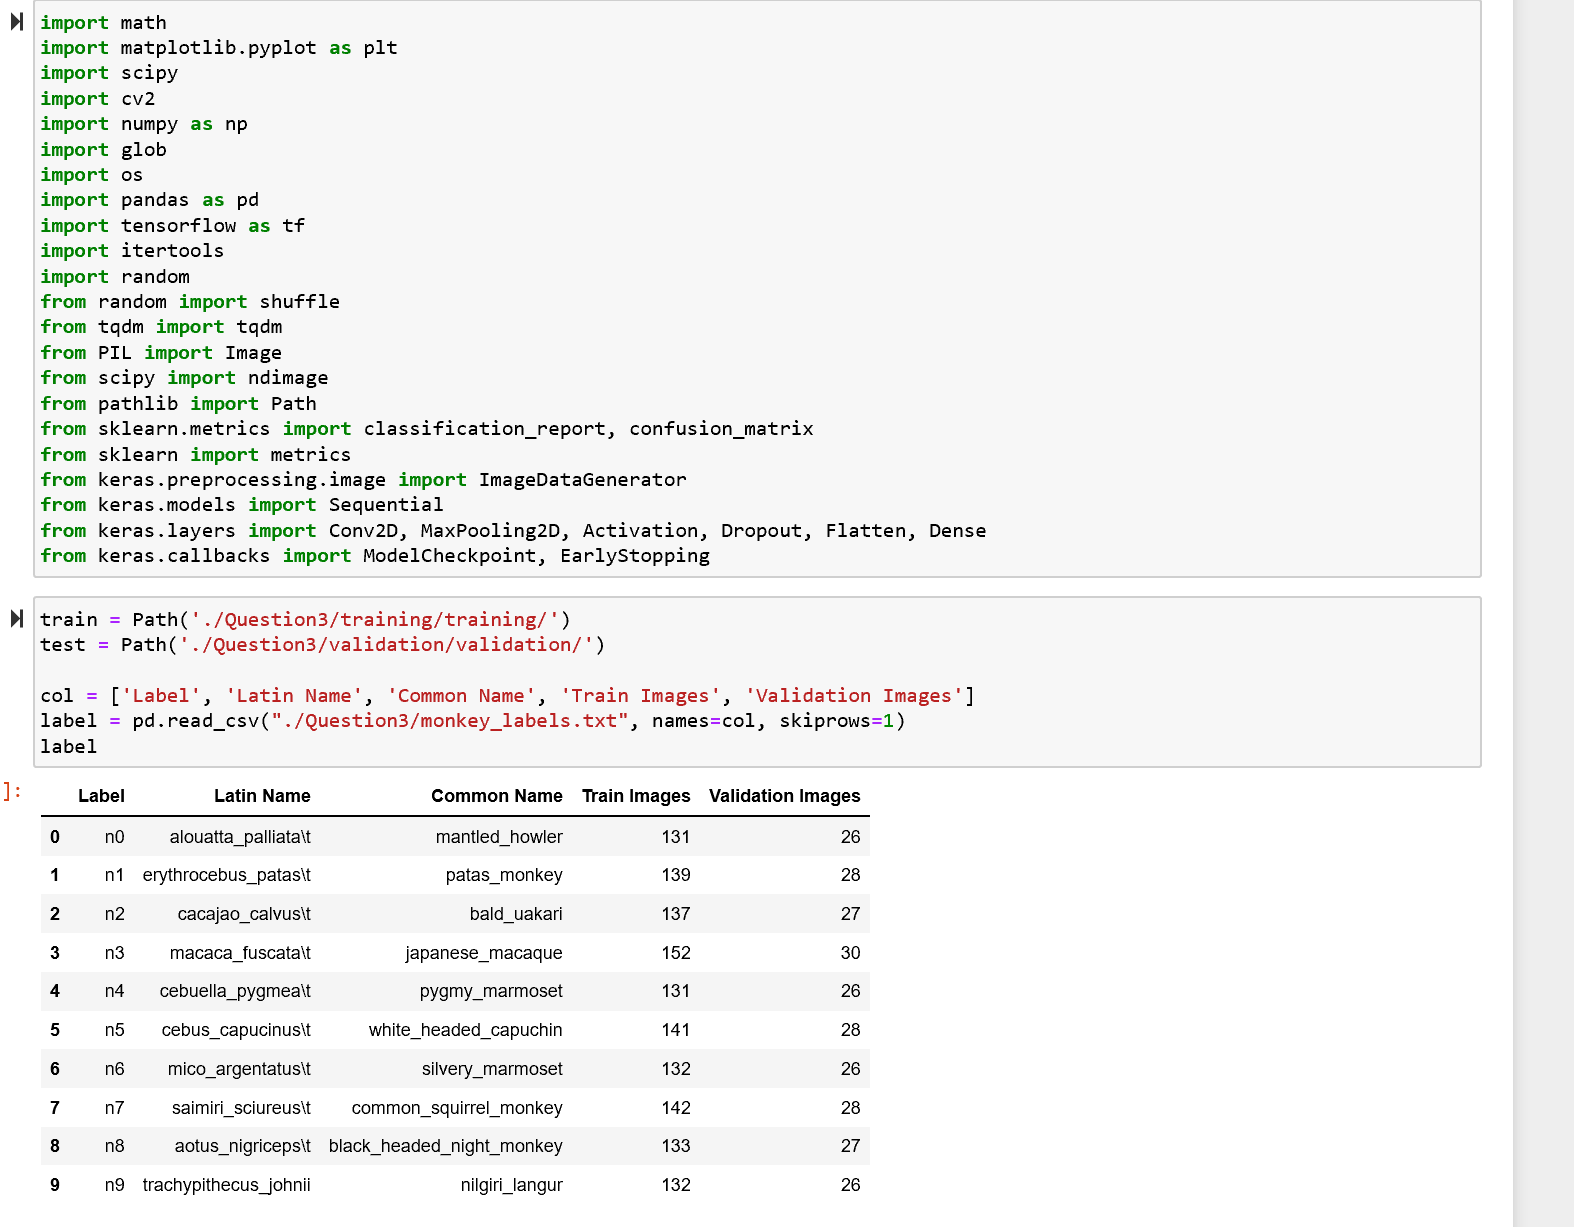 import math
import matplotlib.pyplot as plt
import scipy
import cv2
import numpy as np
import glob
import os
import pandas as pd
import tensorflow as tf
import itertools
import random
from random import shuffle
from tqdm import tqdm
from PIL import Image
from scipy import ndimage
from pathlib import Path
from sklearn.metrics import classification_report, confusion_matrix
from sklearn import metrics
from keras.preprocessing.image import ImageDataGenerator
from keras.models import Sequential
from keras.layers import Conv2D, MaxPooling2D, Activation, Dropout, Flatten, Dense
from keras.callbacks import ModelCheckpoint, EarlyStopping
train = Path('./Question3/training/training/')
test = Path('./Question3/validation/validation/')
col = ['Label', 'Latin Name', 'Common Name', 'Train Images', 'Validation Images']
label = pd.read_csv("./Question3/monkey_labels.txt", names=col, skiprows=1)
label
]:
Label Latin Name Common Name Train Images Validation Images
0 n0 alouatta_palliata\t mantled_howler 131 26
1 n1 erythrocebus_patas\t patas_monkey 139 28
2 n2 cacajao_calvus\t bald_uakari 137 27
3 n3 macaca_fuscata\t japanese_macaque 152 30
4 n4 cebuella_pygmea\t pygmy_marmoset 131 26
5 n5 cebus_capucinus\t white_headed_capuchin 141 28
6 n6 mico_argentatus\t silvery_marmoset 132 26
7 n7 saimiri_sciureus\t common_squirrel_monkey 142 28
8 n8 aotus_nigriceps\t black_headed_night_monkey 133 27
9 n9 trachypithecus_johnii nilgiri_langur 132 26